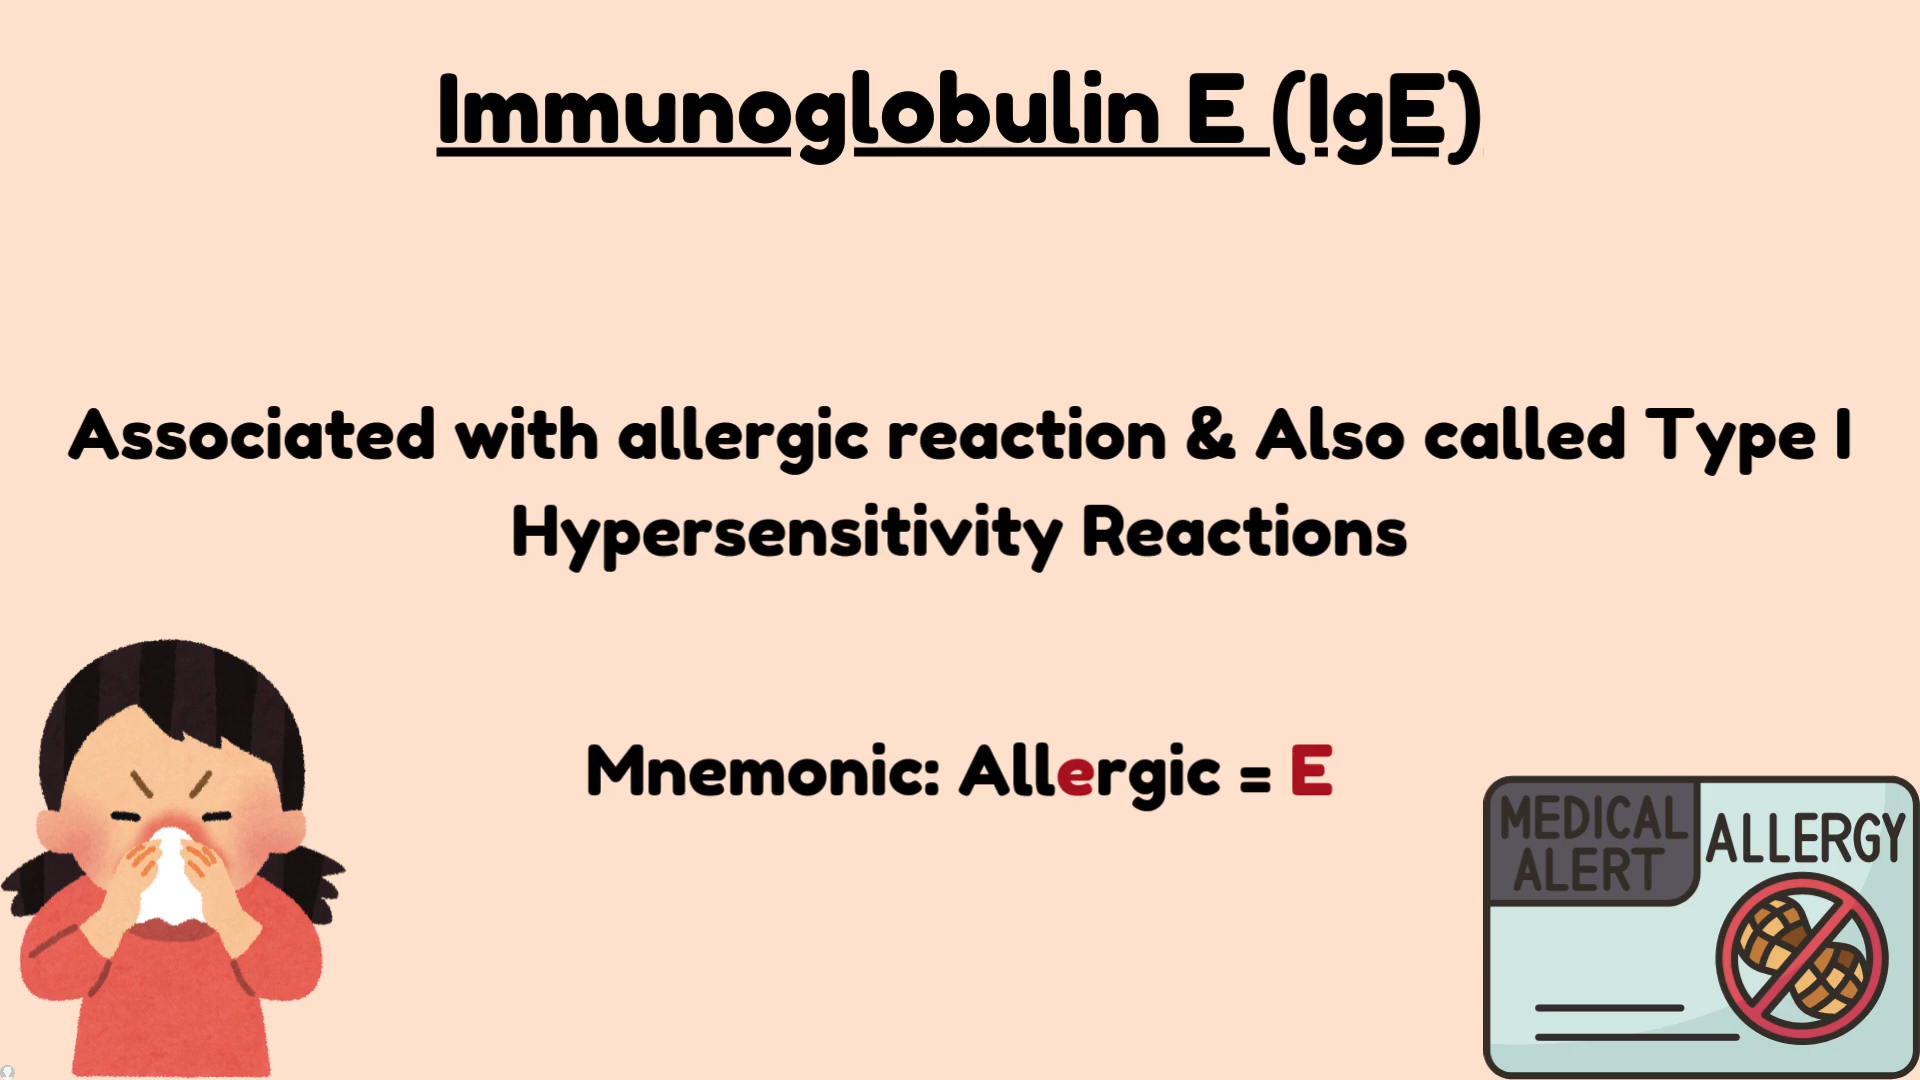 Immunoglobulin E (IgE)
Associated with allergic reaction & Also called Type I
Hypersensitivity Reactions
Mnemonic: Allergic = E
MEDICAL
ALERT
ALLERGY